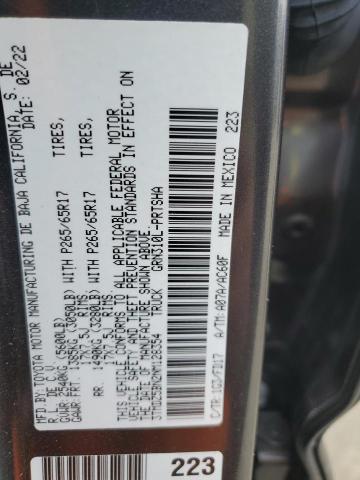 MFD BY: TOYOTA MOTOR MANUFACTURING DE BAJA CALIFORNIA, S. DE
R.L. DE C.V. DATE: 02/22
GVWR: 2540KG(5600LB)
GAWR: FRT. 1385KG (3050LB) WITH P265/65R17 TIRES,
17X7.5J RIMS
RR. 1490KG (3280LB) WITH P265/65R17 TIRES,
17X7.5J RIMS
THIS VEHICLE CONFORMS TO ALL APPLICABLE FEDERAL MOTOR
VEHICLE SAFETY AND THEFT PREVENTION STANDARDS IN EFFECT ON
THE DATE OF MANUFACTURE SHOWN ABOVE.
3TMDZ5BN2NM128354 TRUCK GRN310L-PRTSHA
C/TR:1G3/FD17 A/TM:A07A/AC60F MADE IN MEXICO 223
223